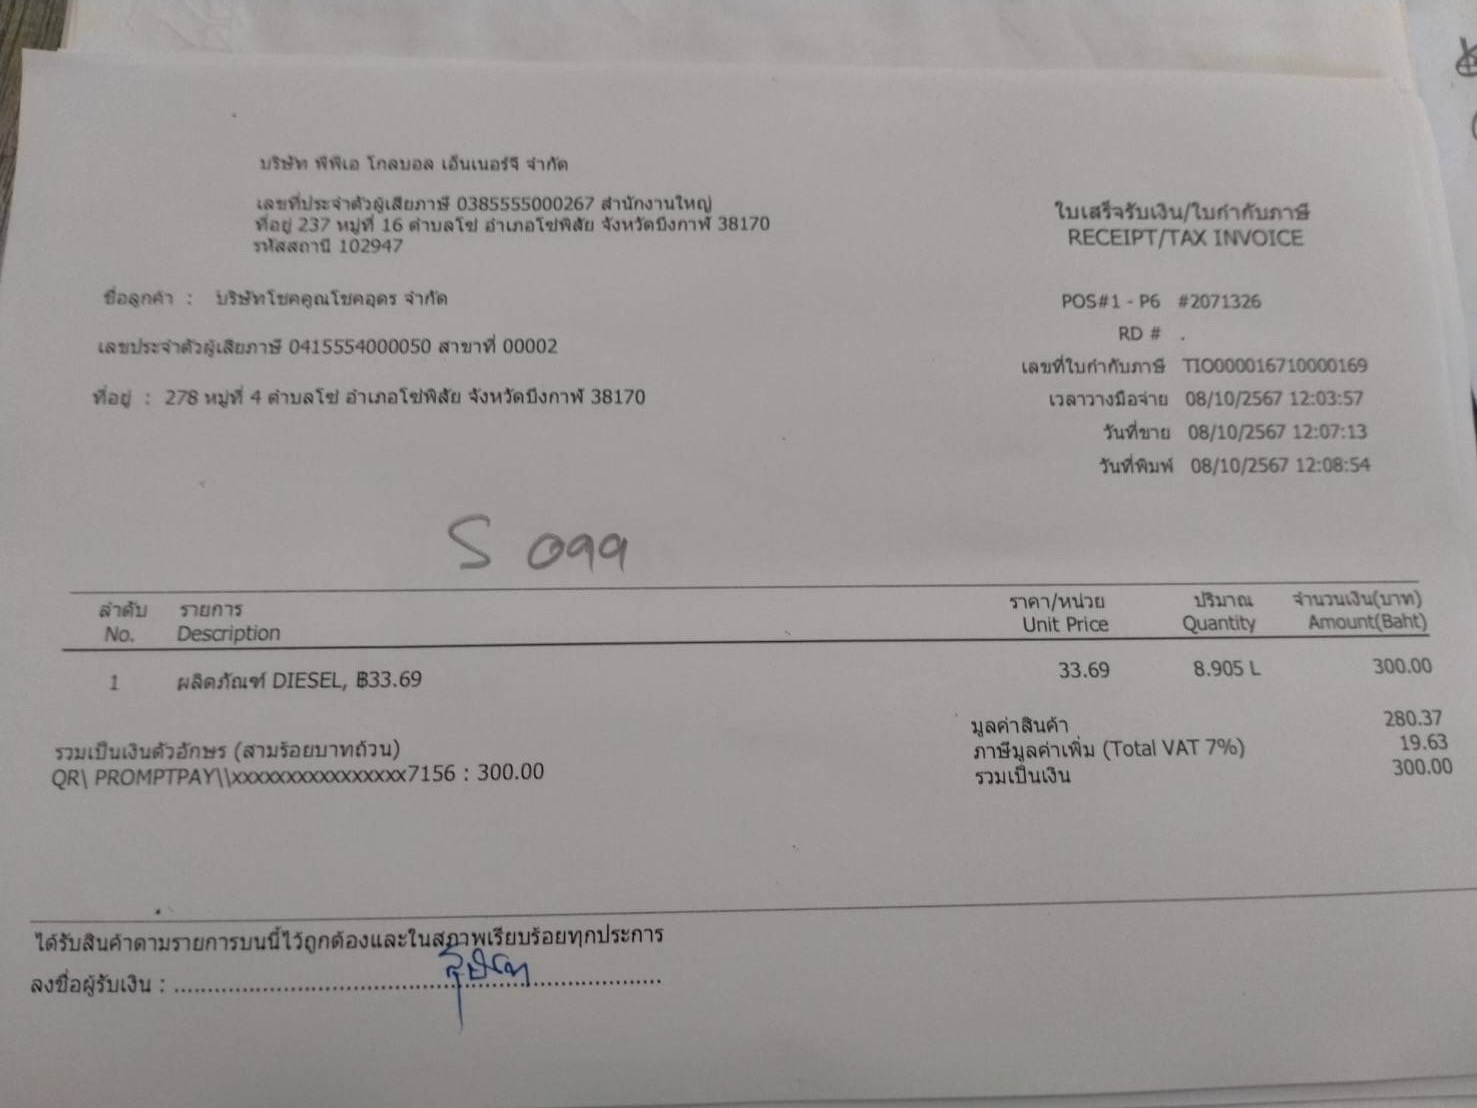 บริษัท พีพีเอ โกลบอล เอ็นเนอร์จี จำกัด
เลขที่ประจำตัวผู้เสียภาษี 0385555000267 สำนักงานใหญ่
ที่อยู่ 237 หมู่ที่ 16 ตำบลโซ่ อำเภอโซ่พิสัย จังหวัดบึงกาฬ 38170
รหัสสถานี 102947
ใบเสร็จรับเงิน/ใบกำกับภาษี
RECEIPT/TAX INVOICE
ชื่อลูกค้า : บริษัทโชคคูณโชคอุดร จำกัด
เลขประจำตัวผู้เสียภาษี 0415554000050 สาขาที่ 00002
ที่อยู่ : 278 หมู่ที่ 4 ตำบลโซ่ อำเภอโซ่พิสัย จังหวัดบึงกาฬ 38170
POS#1 - P6 #2071326
RD # .
เลขที่ใบกำกับภาษี TIO000016710000169
เวลาวางมือจ่าย 08/10/2567 12:03:57
วันที่ขาย 08/10/2567 12:07:13
วันที่พิมพ์ 08/10/2567 12:08:54
S 099
ลำดับ รายการ ราคา/หน่วย ปริมาณ จำนวนเงิน(บาท)
No. Description Unit Price Quantity Amount(Baht)
1 ผลิตภัณฑ์ DIESEL, ฿33.69 33.69 8.905 L 300.00
มูลค่าสินค้า 280.37
ภาษีมูลค่าเพิ่ม (Total VAT 7%) 19.63
รวมเป็นเงิน 300.00
รวมเป็นเงินตัวอักษร (สามร้อยบาทถ้วน)
QR\ PROMPTPAY\\xxxxxxxxxxxxxxxx7156 : 300.00
ได้รับสินค้าตามรายการบนนี้ไว้ถูกต้องและในสภาพเรียบร้อยทุกประการ
ลงชื่อผู้รับเงิน : ............................................................